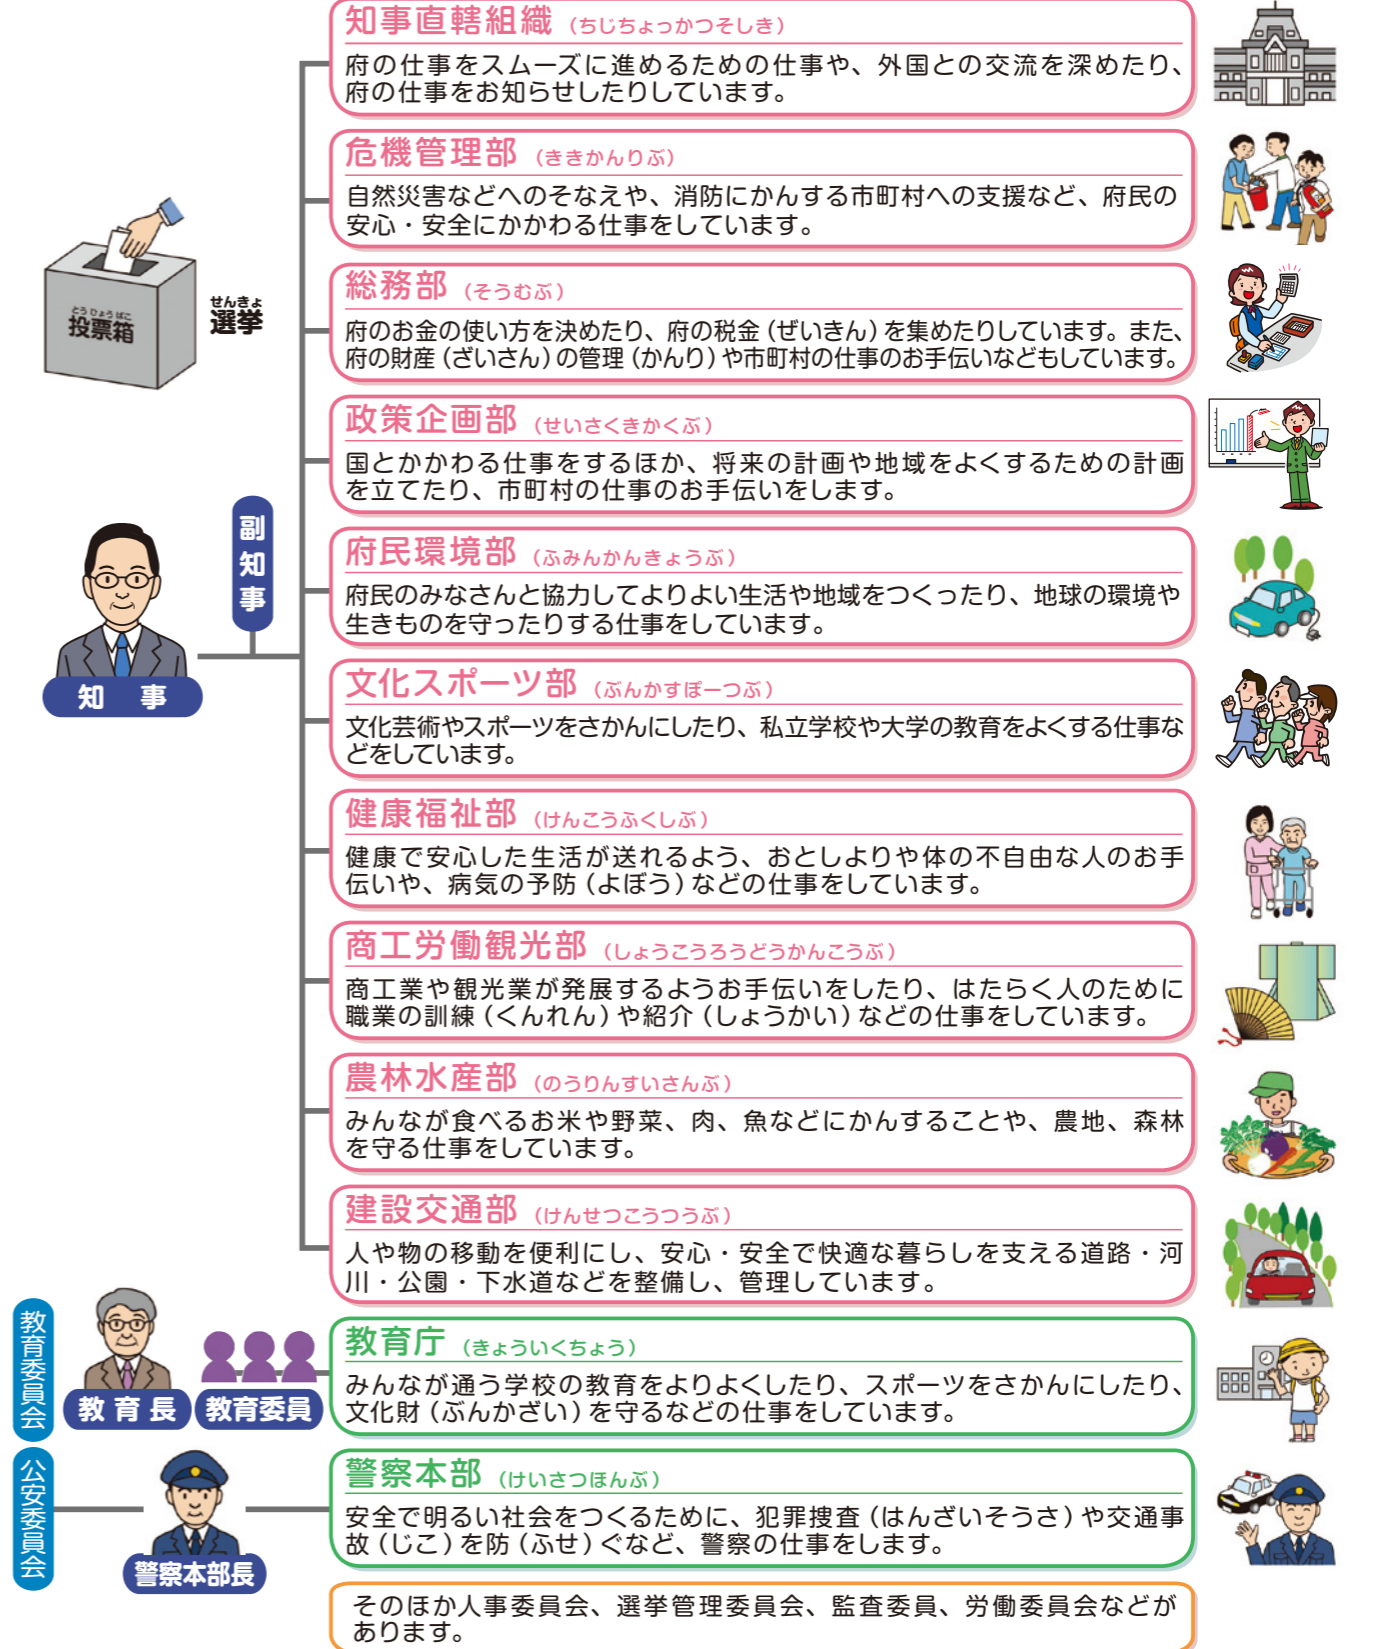 知事直轄組織（ちじちょっかつそしき）
府の仕事をスムーズに進めるための仕事や、外国との交流を深めたり、
府の仕事をお知らせしたりしています。
危機管理部（ききかんりぶ）
自然災害などへのそなえや、消防にかんする市町村への支援など、府民の
安心・安全にかかわる仕事をしています。
とうひょうばこ
投票箱
せんきょ
選挙
総務部（そうむぶ）
府のお金の使い方を決めたり、府の税金（ぜいきん）を集めたりしています。また、
府の財産（ざいさん）の管理（かんり）や市町村の仕事のお手伝いなどもしています。
政策企画部（せいさくきかくぶ）
国とかかわる仕事をするほか、将来の計画や地域をよくするための計画
を立てたり、市町村の仕事のお手伝いをします。
副知事
知事
府民環境部（ふみんかんきょうぶ）
府民のみなさんと協力してよりよい生活や地域をつくったり、地球の環境や
生きものを守ったりする仕事をしています。
文化スポーツ部（ぶんかすぽーつぶ）
文化芸術やスポーツをさかんにしたり、私立学校や大学の教育をよくする仕事な
どをしています。
健康福祉部（けんこうふくしぶ）
健康で安心した生活が送れるよう、おとしよりや体の不自由な人のお手
伝いや、病気の予防（よぼう）などの仕事をしています。
商工労働観光部（しょうこうろうどうかんこうぶ）
商工業や観光業が発展するようお手伝いをしたり、はたらく人のために
職業の訓練（くんれん）や紹介（しょうかい）などの仕事をしています。
農林水産部（のうりんすいさんぶ）
みんなが食べるお米や野菜、肉、魚などにかんすることや、農地、森林
を守る仕事をしています。
建設交通部（けんせつこうつうぶ）
人や物の移動を便利にし、安心・安全で快適な暮らしを支える道路・河
川・公園・下水道などを整備し、管理しています。
教育委員会
教育長
教育委員
教育庁（きょういくちょう）
みんなが通う学校の教育をよりよくしたり、スポーツをさかんにしたり、
文化財（ぶんかざい）を守るなどの仕事をしています。
公安委員会
警察本部長
警察本部（けいさつほんぶ）
安全で明るい社会をつくるために、犯罪捜査（はんざいそうさ）や交通事
故（じこ）を防（ふせ）ぐなど、警察の仕事をします。
そのほか人事委員会、選挙管理委員会、監査委員、労働委員会などが
あります。